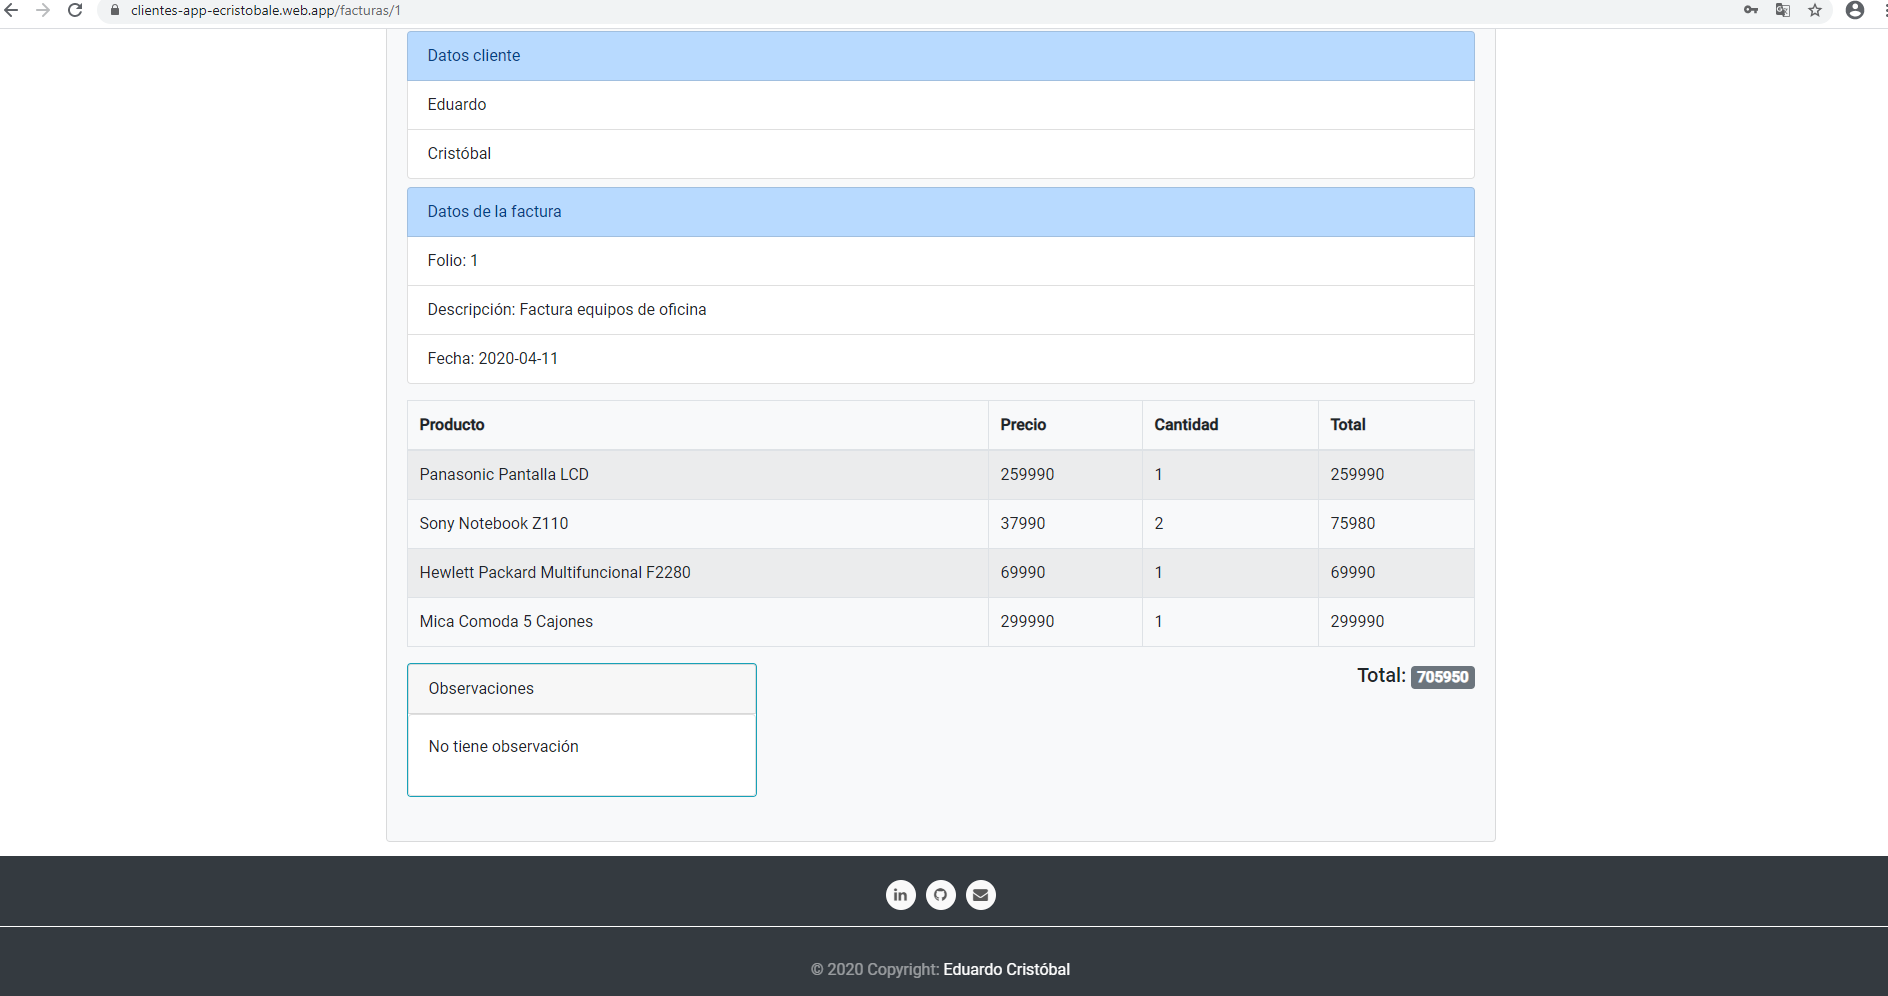 clientes-app-ecristobale.web.app/facturas/1
Datos cliente
Eduardo
Cristóbal
Datos de la factura
Folio: 1
Descripción: Factura equipos de oficina
Fecha: 2020-04-11
Producto Precio Cantidad Total
Panasonic Pantalla LCD 259990 1 259990
Sony Notebook Z110 37990 2 75980
Hewlett Packard Multifuncional F2280 69990 1 69990
Mica Comoda 5 Cajones 299990 1 299990
Total: 705950
Observaciones
No tiene observación
© 2020 Copyright: Eduardo Cristóbal